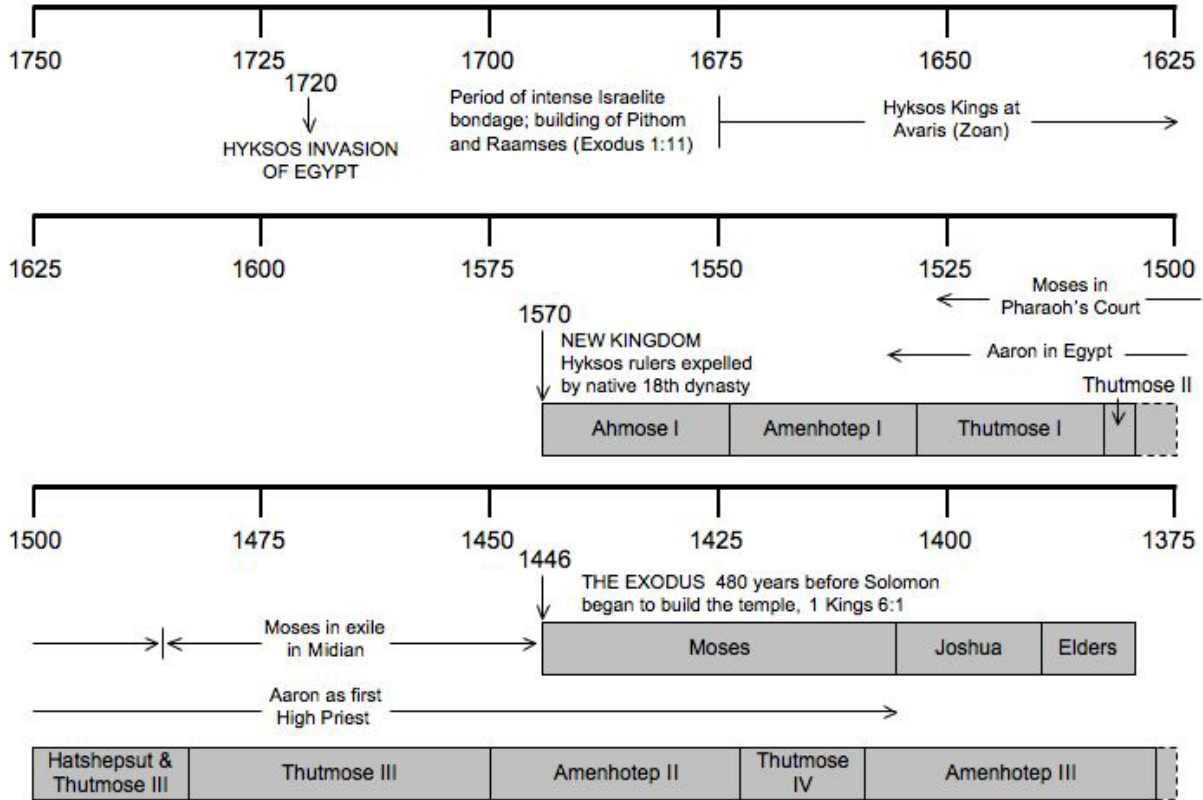 1750 1725 1700 1675 1650 1625
1720
HYKSOS INVASION
OF EGYPT
Period of intense Israelite
bondage; building of Pithom
and Raamses (Exodus 1:11)
Hyksos Kings at
Avaris (Zoan)
1625 1600 1575 1550 1525 1500
Moses in
Pharaoh's Court
1570
NEW KINGDOM
Hyksos rulers expelled
by native 18th dynasty
Aaron in Egypt
Thutmose II
Ahmose I Amenhotep I Thutmose I
1500 1475 1450 1425 1400 1375
1446
THE EXODUS 480 years before Solomon
began to build the temple, 1 Kings 6:1
Moses in exile
in Midian
Moses Joshua Elders
Aaron as first
High Priest
Hatshepsut &
Thutmose III
Thutmose III
Amenhotep II
Thutmose
IV
Amenhotep III